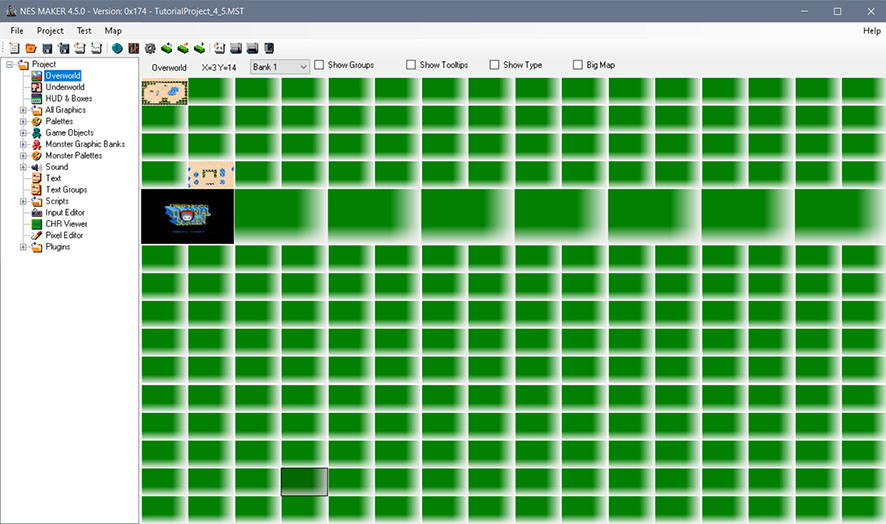 NES MAKER 4.5.0 - Version: 0x174 - TutorialProject_4_5.MST
File Project Test Map Help
Overworld X=3 Y=14 Bank 1 Show Groups Show Tooltips Show Type Big Map
Project
Overworld
Underworld
HUD & Boxes
All Graphics
Palettes
Game Objects
Monster Graphic Banks
Monster Palettes
Sound
Text
Text Groups
Scripts
Input Editor
CHR Viewer
Pixel Editor
Plugins
SCREEN